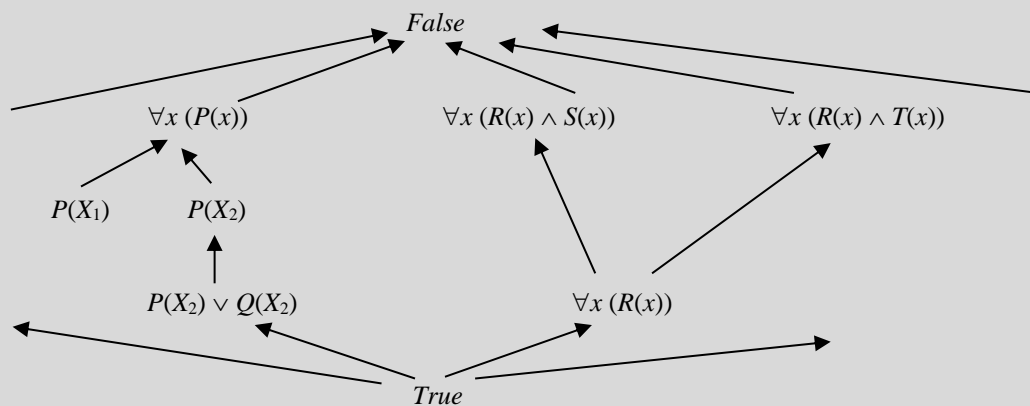 False
∀x (P(x)) ∀x (R(x) ∧ S(x)) ∀x (R(x) ∧ T(x))
P(X₁) P(X₂)
P(X₂) ∨ Q(X₂) ∀x (R(x))
True